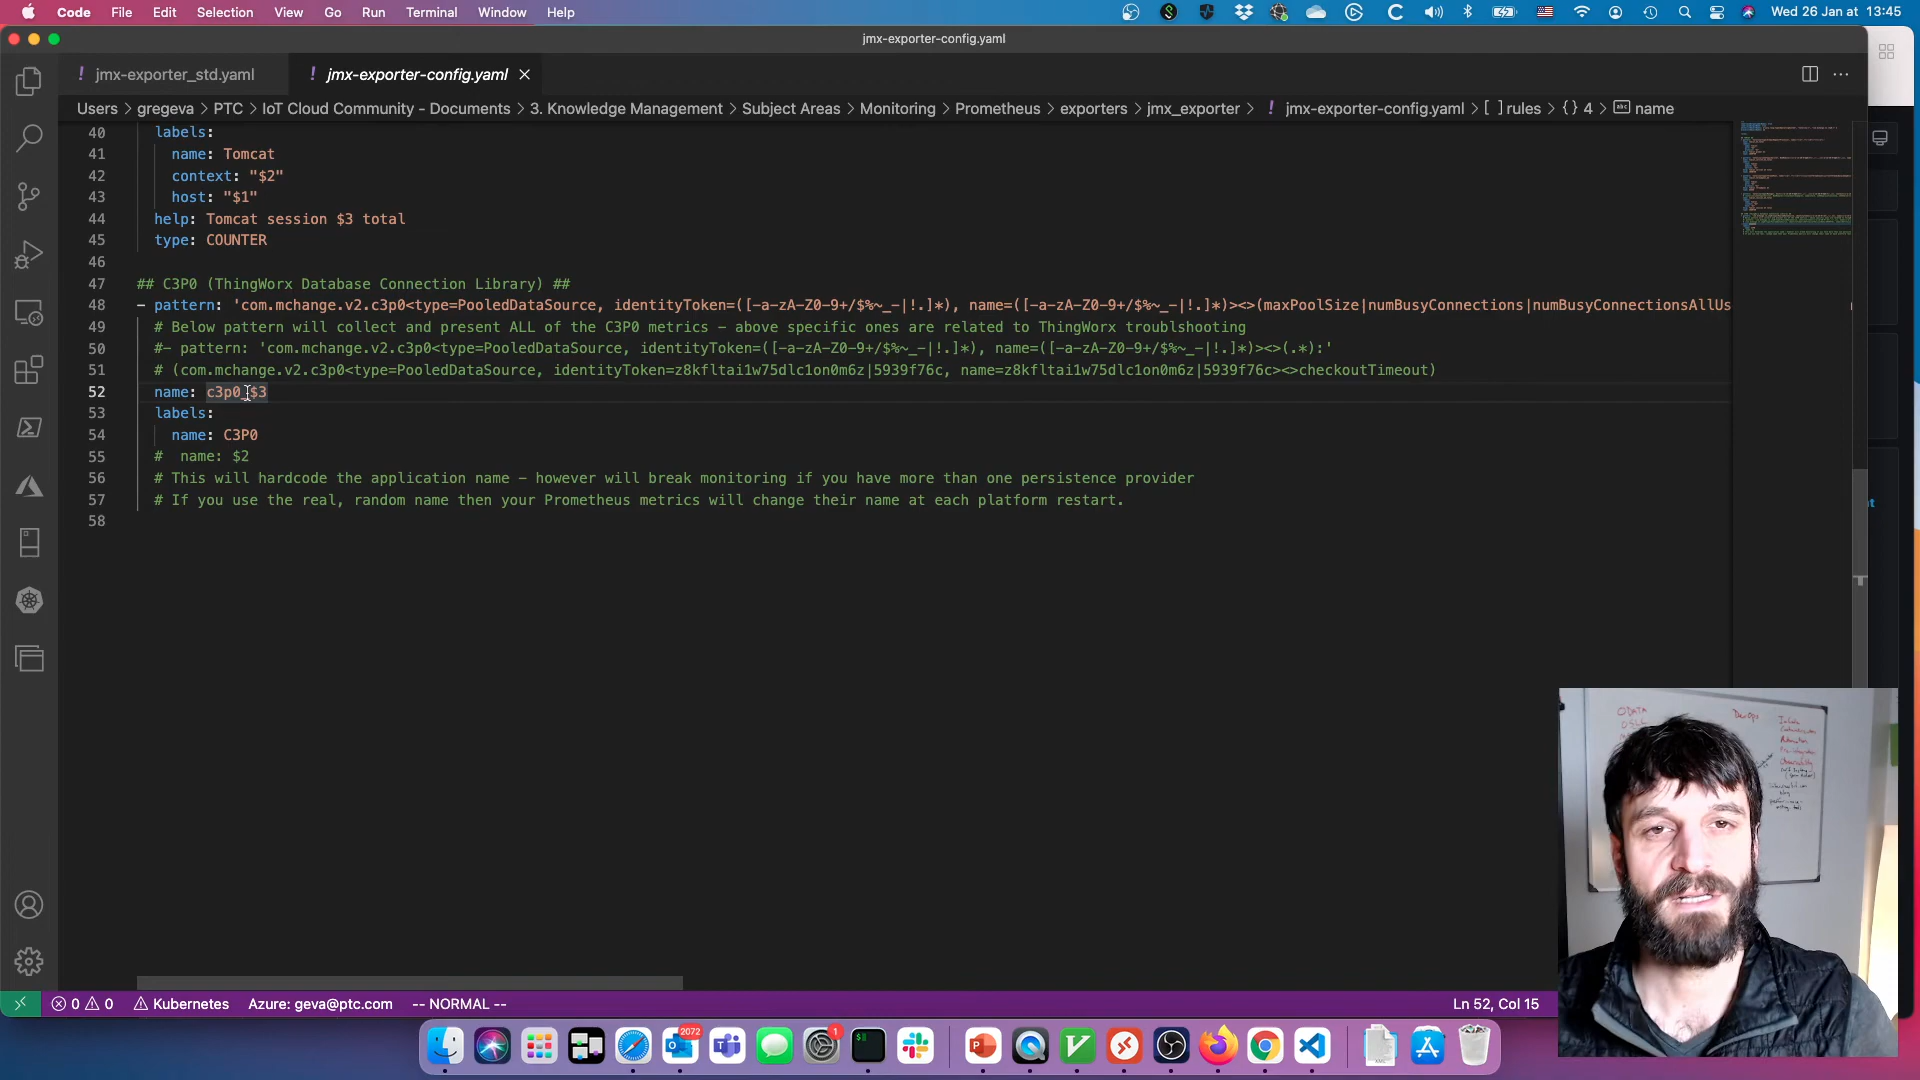 Code File Edit Selection View Go Run Terminal Window Help Wed 26 Jan at 13:45
jmx-exporter-config.yaml
! jmx-exporter_std.yaml ! jmx-exporter-config.yaml ×
Users > gregeva > PTC > IoT Cloud Community - Documents > 3. Knowledge Management > Subject Areas > Monitoring > Prometheus > exporters > jmx_exporter > ! jmx-exporter-config.yaml > [ ] rules > {} 4 > abc name
40 labels:
41 name: Tomcat
42 context: "$2"
43 host: "$1"
44 help: Tomcat session $3 total
45 type: COUNTER
46
47 ## C3P0 (ThingWorx Database Connection Library) ##
48 - pattern: 'com.mchange.v2.c3p0<type=PooledDataSource, identityToken=([-a-zA-Z0-9+/$%~_-|!.]*), name=([-a-zA-Z0-9+/$%~_-|!.]*)><>(maxPoolSize|numBusyConnections|numBusyConnectionsAllUs
49 # Below pattern will collect and present ALL of the C3P0 metrics - above specific ones are related to ThingWorx troublshooting
50 #- pattern: 'com.mchange.v2.c3p0<type=PooledDataSource, identityToken=([-a-zA-Z0-9+/$%~_-|!.]*), name=([-a-zA-Z0-9+/$%~_-|!.]*)><>(.*):'
51 # (com.mchange.v2.c3p0<type=PooledDataSource, identityToken=z8kfltai1w75dlc1on0m6z|5939f76c, name=z8kfltai1w75dlc1on0m6z|5939f76c><>checkoutTimeout)
52 name: c3p0_$3
53 labels:
54 name: C3P0
55 # name: $2
56 # This will hardcode the application name - however will break monitoring if you have more than one persistence provider
57 # If you use the real, random name then your Prometheus metrics will change their name at each platform restart.
58
ODATA
OSLC
DevOps
Automation
0 0 Kubernetes Azure: geva@ptc.com -- NORMAL -- Ln 52, Col 15
2072
1